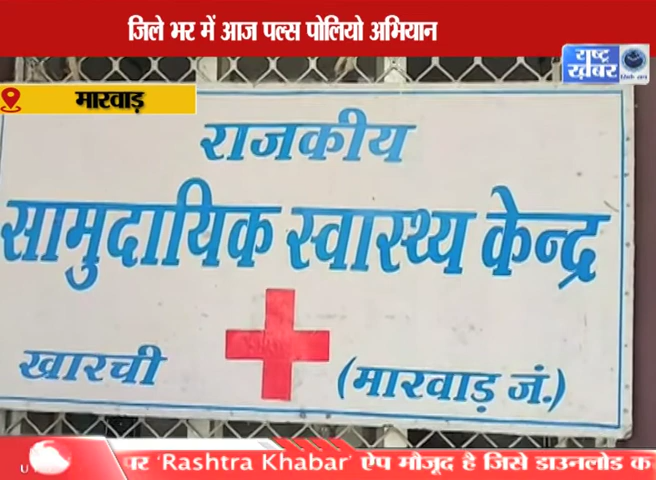 जिले भर में आज पल्स पोलियो अभियान
राष्ट्र
खबर
मारवाड़
राजकीय
सामुदायिक स्वास्थ्य केन्द्र
खारची
(मारवाड़ जं.)
पर 'Rashtra Khabar' ऐप मौजूद है जिसे डाउनलोड क